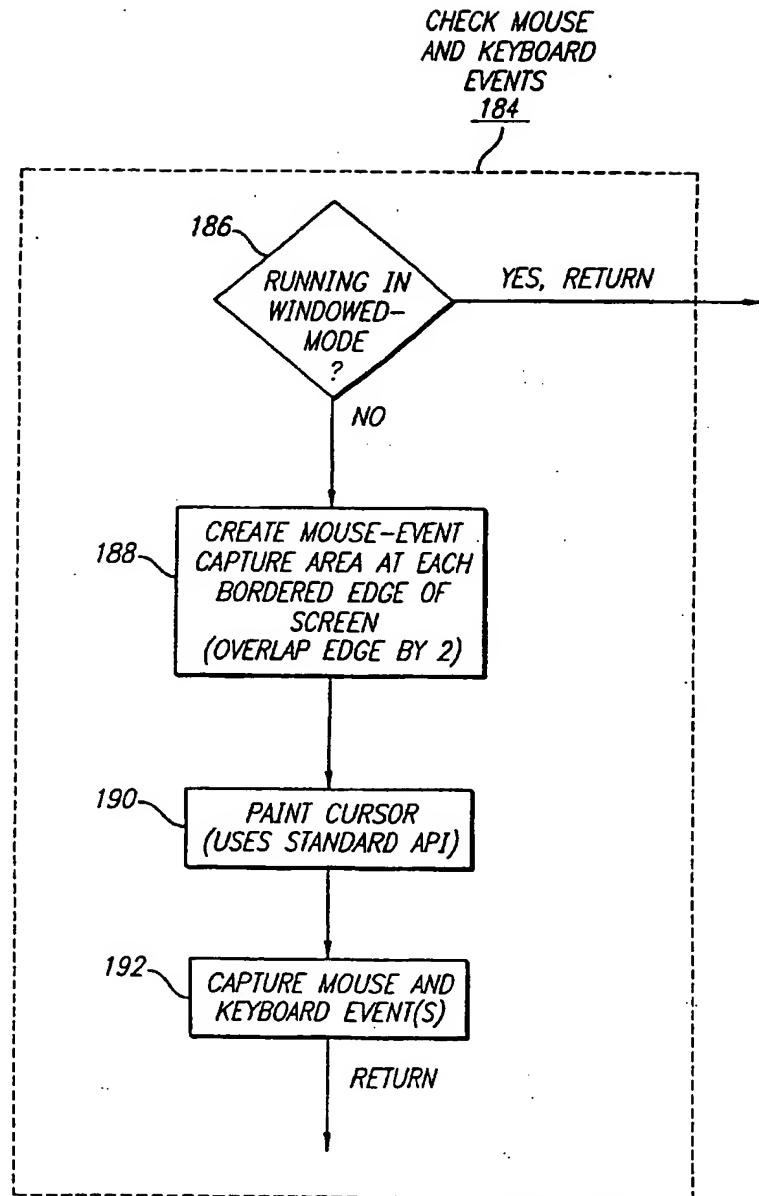 CHECK MOUSE
AND KEYBOARD
EVENTS
184
186
RUNNING IN
WINDOWED-
MODE
?
YES, RETURN
NO
188
CREATE MOUSE-EVENT
CAPTURE AREA AT EACH
BORDERED EDGE OF
SCREEN
(OVERLAP EDGE BY 2)
190
PAINT CURSOR
(USES STANDARD API)
192
CAPTURE MOUSE AND
KEYBOARD EVENT(S)
RETURN